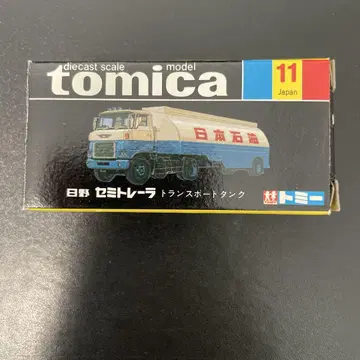 diecast scale model
tomica
11
Japan
日本石油
日野 セミトレーラ トランスポートタンク
トミー